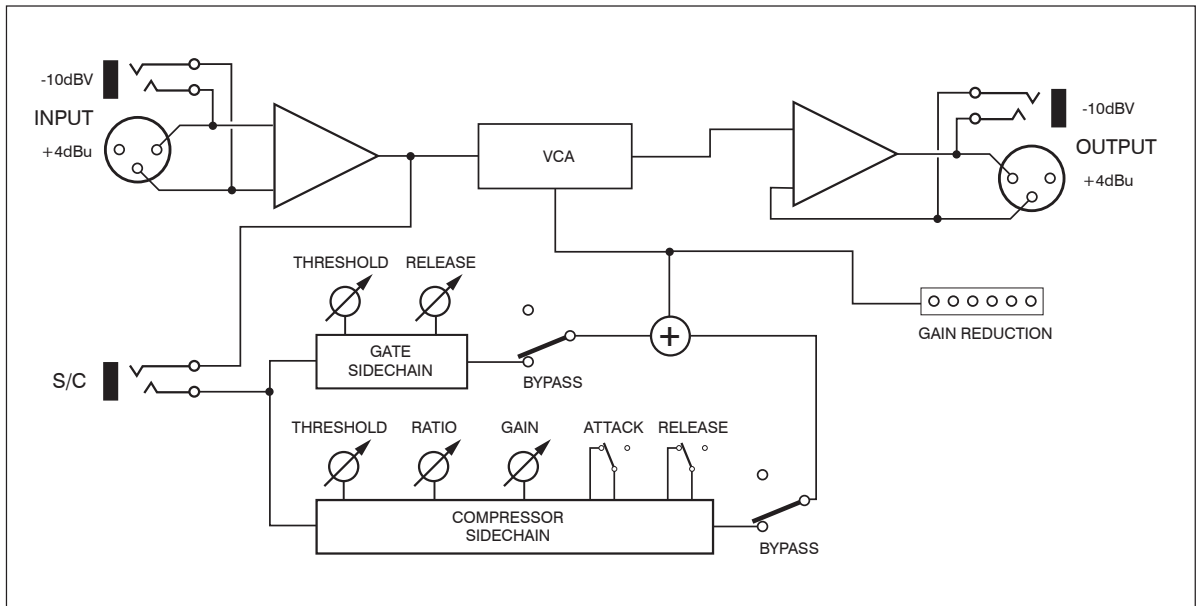 -10dBV
INPUT
+4dBu
VCA
-10dBV
OUTPUT
+4dBu
THRESHOLD
RELEASE
GATE
SIDECHAIN
BYPASS
+
GAIN REDUCTION
S/C
THRESHOLD
RATIO
GAIN
ATTACK
RELEASE
COMPRESSOR
SIDECHAIN
BYPASS